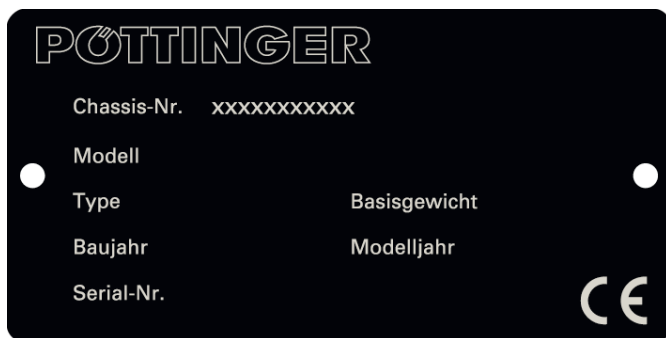 PÖTTINGER
Chassis-Nr. xxxxxxxxxxx
Modell
Type Basisgewicht
Baujahr Modelljahr
Serial-Nr.
CE